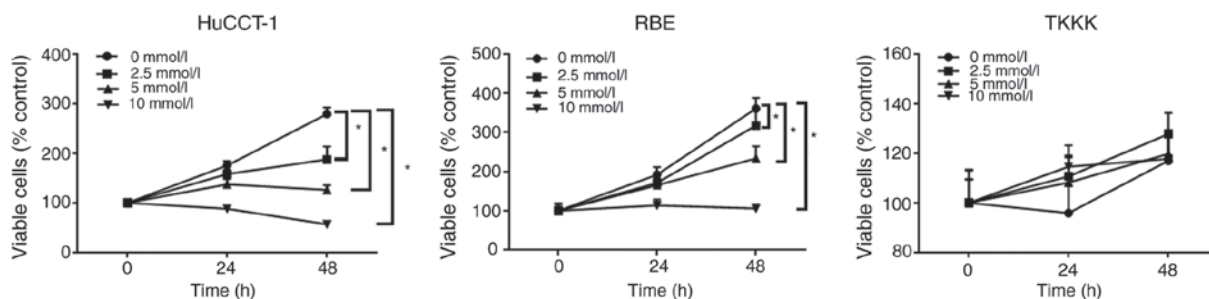 HuCCT-1
Viable cells (% control)
400
300
200
100
0
0 mmol/l
2.5 mmol/l
5 mmol/l
10 mmol/l
*
*
*
0
24
48
Time (h)
RBE
Viable cells (% control)
500
400
300
200
100
0
0 mmol/l
2.5 mmol/l
5 mmol/l
10 mmol/l
*
*
*
0
24
48
Time (h)
TKKK
Viable cells (% control)
160
140
120
100
80
0 mmol/l
2.5 mmol/l
5 mmol/l
10 mmol/l
0
24
48
Time (h)